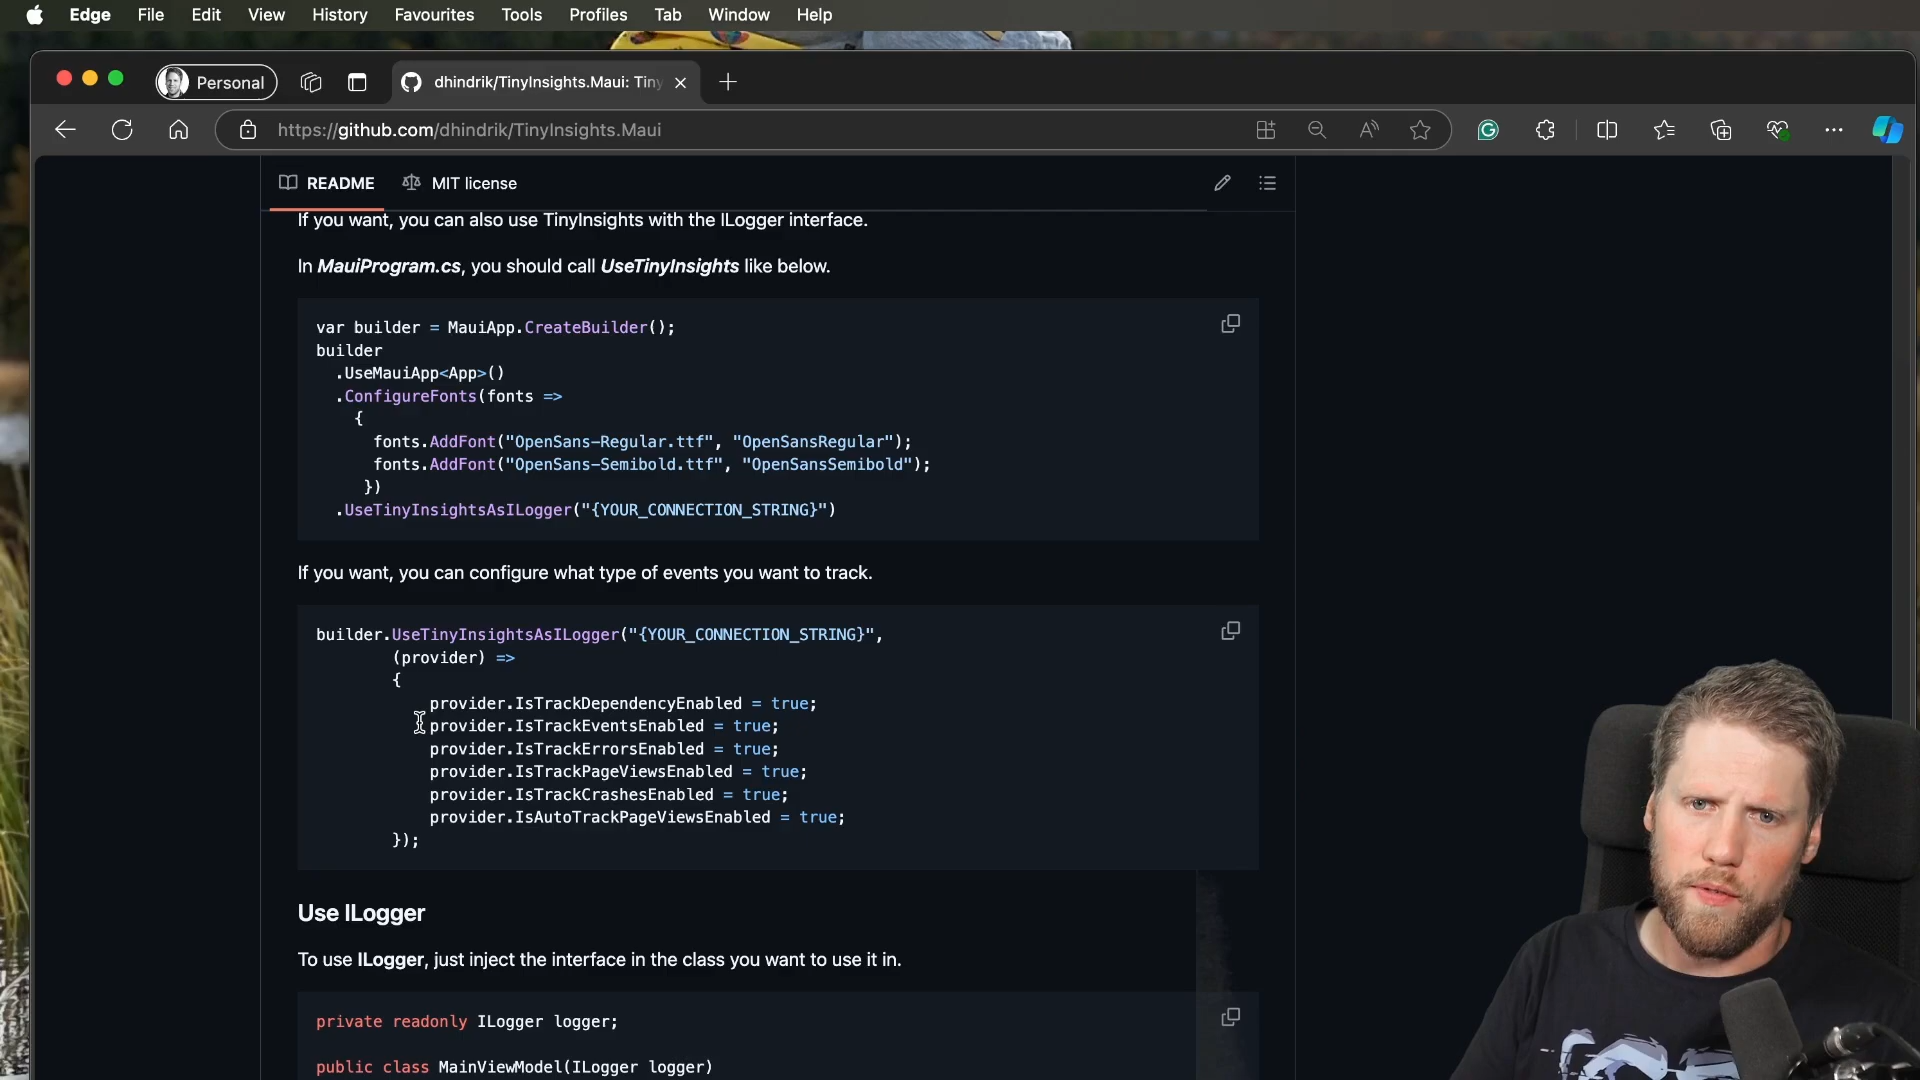 Edge File Edit View History Favourites Tools Profiles Tab Window Help
Personal
dhindrik/TinyInsights.Maui: Tiny
https://github.com/dhindrik/TinyInsights.Maui
README
MIT license
If you want, you can also use TinyInsights with the ILogger interface.
In MauiProgram.cs, you should call UseTinyInsights like below.
var builder = MauiApp.CreateBuilder();
builder
.UseMauiApp<App>()
.ConfigureFonts(fonts =>
{
fonts.AddFont("OpenSans-Regular.ttf", "OpenSansRegular");
fonts.AddFont("OpenSans-Semibold.ttf", "OpenSansSemibold");
})
.UseTinyInsightsAsILogger("{YOUR_CONNECTION_STRING}")
If you want, you can configure what type of events you want to track.
builder.UseTinyInsightsAsILogger("{YOUR_CONNECTION_STRING}",
(provider) =>
{
provider.IsTrackDependencyEnabled = true;
provider.IsTrackEventsEnabled = true;
provider.IsTrackErrorsEnabled = true;
provider.IsTrackPageViewsEnabled = true;
provider.IsTrackCrashesEnabled = true;
provider.IsAutoTrackPageViewsEnabled = true;
});
Use ILogger
To use ILogger, just inject the interface in the class you want to use it in.
private readonly ILogger logger;
public class MainViewModel(ILogger logger)